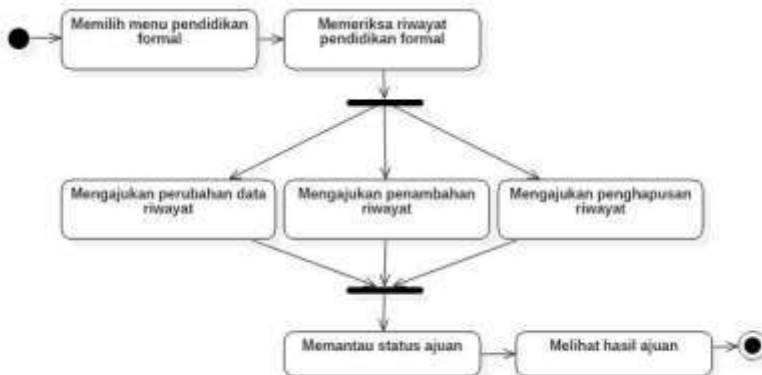 Memilih menu pendidikan
formal
Memeriksa riwayat
pendidikan formal
Mengajukan perubahan data
riwayat
Mengajukan penambahan
riwayat
Mengajukan penghapusan
riwayat
Memantau status ajuan
Melihat hasil ajuan